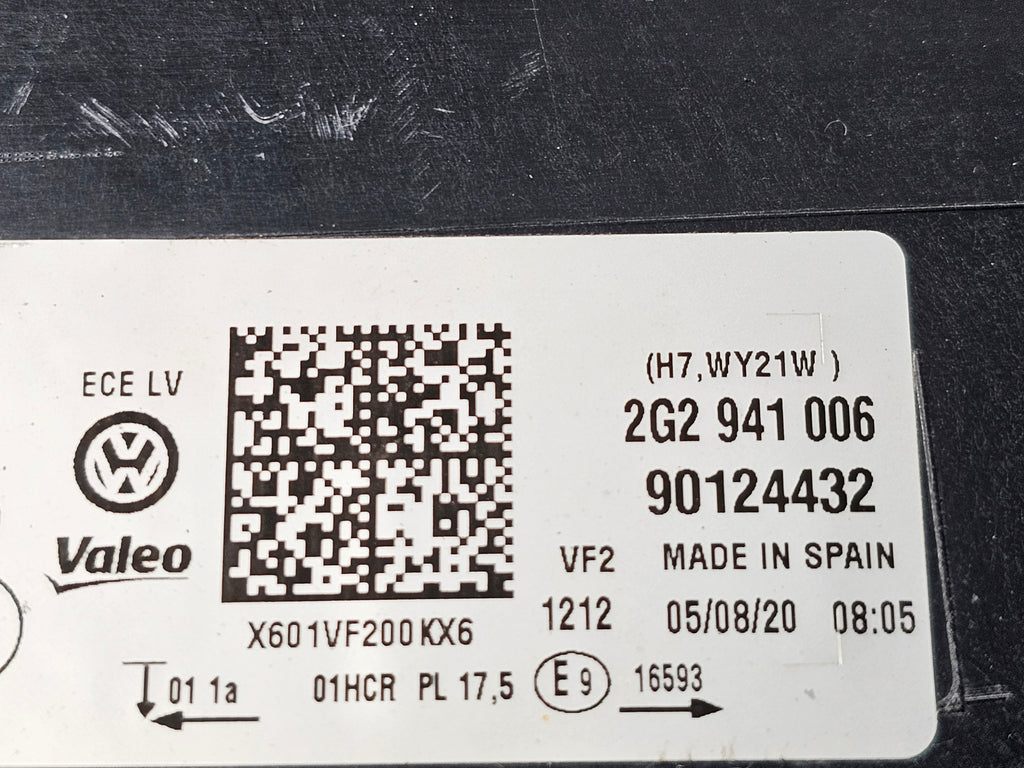 (H7,WY21W )
ECE LV
2G2 941 006
90124432
Valeo
VF2 MADE IN SPAIN
1212 05/08/20 08:05
X601VF200KX6
01 1a 01HCR PL 17,5 E9 16593